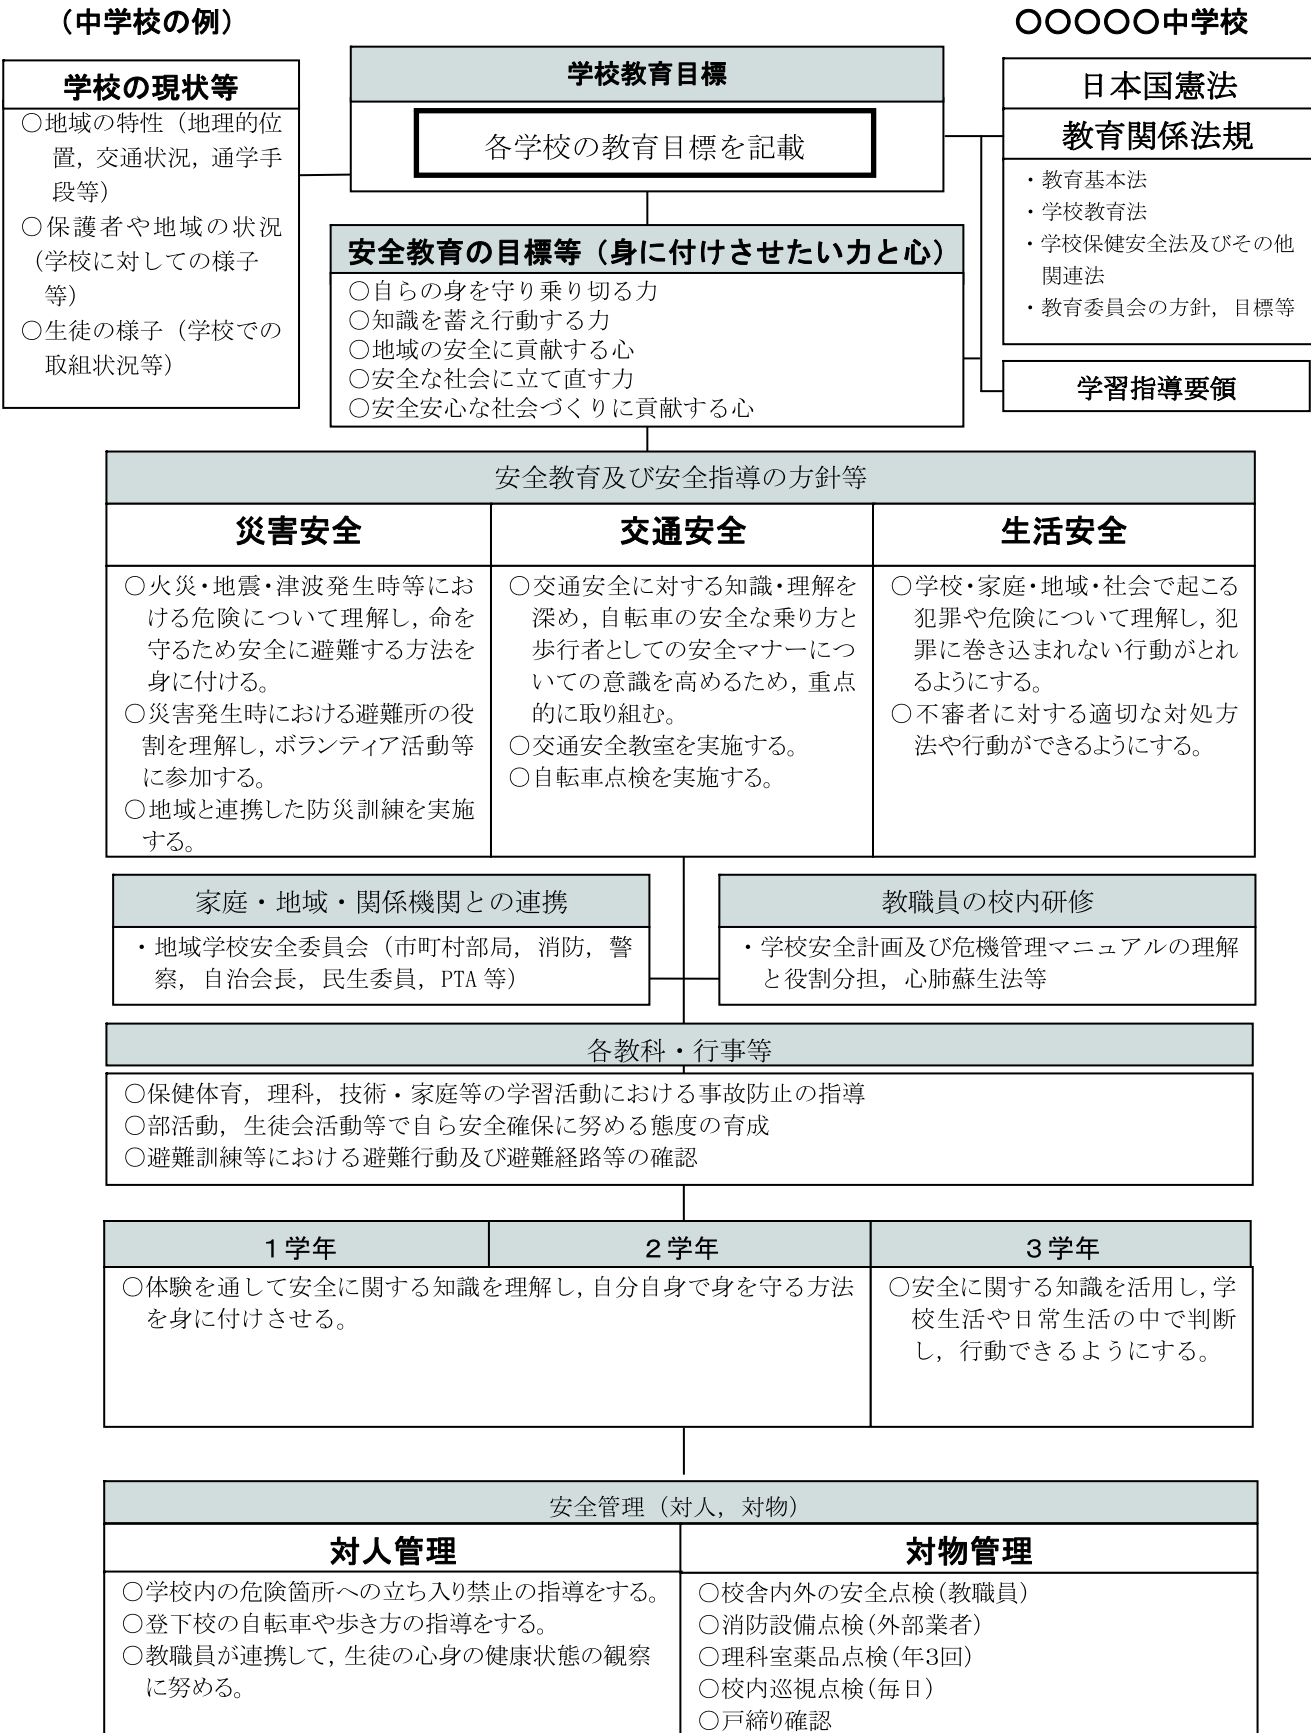 （中学校の例）
○○○○○中学校
学校の現状等
○地域の特性（地理的位
置，交通状況，通学手
段等）
○保護者や地域の状況
（学校に対しての様子
等）
○生徒の様子（学校での
取組状況等）
学校教育目標
各学校の教育目標を記載
日本国憲法
教育関係法規
・教育基本法
・学校教育法
・学校保健安全法及びその他
関連法
・教育委員会の方針，目標等
学習指導要領
安全教育の目標等（身に付けさせたい力と心）
○自らの身を守り乗り切る力
○知識を蓄え行動する力
○地域の安全に貢献する心
○安全な社会に立て直す力
○安全安心な社会づくりに貢献する心
安全教育及び安全指導の方針等
災害安全
○火災・地震・津波発生時等にお
ける危険について理解し，命を
守るため安全に避難する方法を
身に付ける。
○災害発生時における避難所の役
割を理解し，ボランティア活動等
に参加する。
○地域と連携した防災訓練を実施
する。
交通安全
○交通安全に対する知識・理解を
深め，自転車の安全な乗り方と
歩行者としての安全マナーにつ
いての意識を高めるため，重点
的に取り組む。
○交通安全教室を実施する。
○自転車点検を実施する。
生活安全
○学校・家庭・地域・社会で起こる
犯罪や危険について理解し，犯
罪に巻き込まれない行動がとれ
るようにする。
○不審者に対する適切な対処方
法や行動ができるようにする。
家庭・地域・関係機関との連携
・地域学校安全委員会（市町村部局，消防，警
察，自治会長，民生委員，PTA 等）
教職員の校内研修
・学校安全計画及び危機管理マニュアルの理解
と役割分担，心肺蘇生法等
各教科・行事等
○保健体育，理科，技術・家庭等の学習活動における事故防止の指導
○部活動，生徒会活動等で自ら安全確保に努める態度の育成
○避難訓練等における避難行動及び避難経路等の確認
１学年
２学年
３学年
○体験を通して安全に関する知識を理解し，自分自身で身を守る方法
を身に付けさせる。
○安全に関する知識を活用し，学
校生活や日常生活の中で判断
し，行動できるようにする。
安全管理（対人，対物）
対人管理
○学校内の危険箇所への立ち入り禁止の指導をする。
○登下校の自転車や歩き方の指導をする。
○教職員が連携して，生徒の心身の健康状態の観察
に努める。
対物管理
○校舎内外の安全点検（教職員）
○消防設備点検（外部業者）
○理科室薬品点検（年3回）
○校内巡視点検（毎日）
○戸締り確認